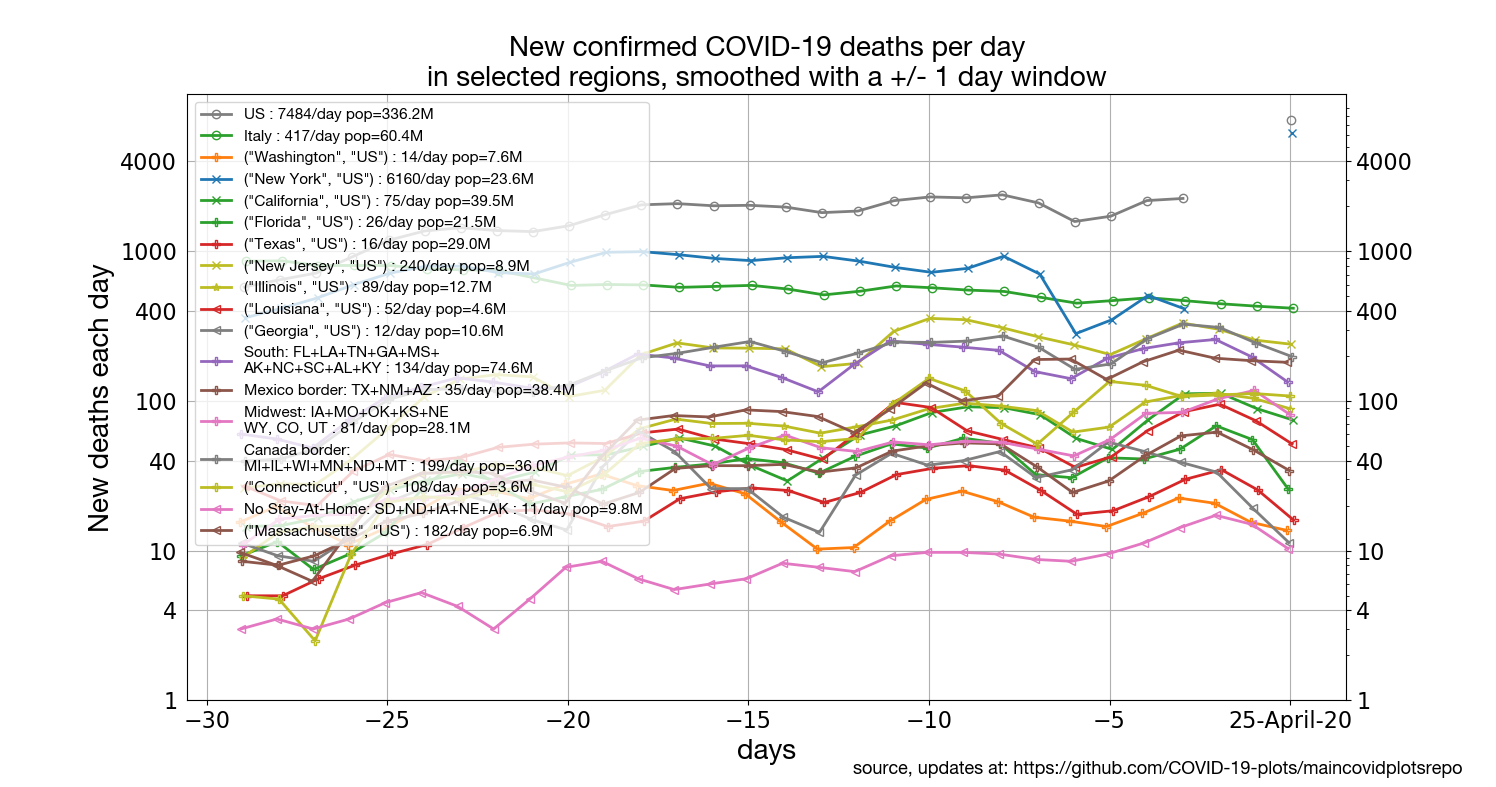 New confirmed COVID-19 deaths per day
in selected regions, smoothed with a +/- 1 day window
US : 7484/day pop=336.2M
Italy : 417/day pop=60.4M
("Washington", "US") : 14/day pop=7.6M
("New York", "US") : 6160/day pop=23.6M
("California", "US") : 75/day pop=39.5M
("Florida", "US") : 26/day pop=21.5M
("Texas", "US") : 16/day pop=29.0M
("New Jersey", "US") : 240/day pop=8.9M
("Illinois", "US") : 89/day pop=12.7M
("Louisiana", "US") : 52/day pop=4.6M
("Georgia", "US") : 12/day pop=10.6M
South: FL+LA+TN+GA+MS+
AK+NC+SC+AL+KY : 134/day pop=74.6M
Mexico border: TX+NM+AZ : 35/day pop=38.4M
Midwest: IA+MO+OK+KS+NE
WY, CO, UT : 81/day pop=28.1M
Canada border:
MI+IL+WI+MN+ND+MT : 199/day pop=36.0M
("Connecticut", "US") : 108/day pop=3.6M
No Stay-At-Home: SD+ND+IA+NE+AK : 11/day pop=9.8M
("Massachusetts", "US") : 182/day pop=6.9M
New deaths each day
4000
1000
400
100
40
10
4
1
4000
1000
400
100
40
10
4
1
−30
−25
−20
−15
−10
−5
25-April-20
days
source, updates at: https://github.com/COVID-19-plots/maincovidplotsrepo